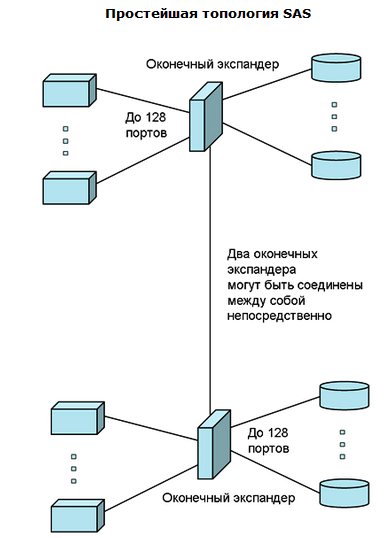 Простейшая топология SAS
Оконечный экспандер
До 128
портов
Два оконечных
экспандера
могут быть соединены
между собой
непосредственно
До 128
портов
Оконечный экспандер